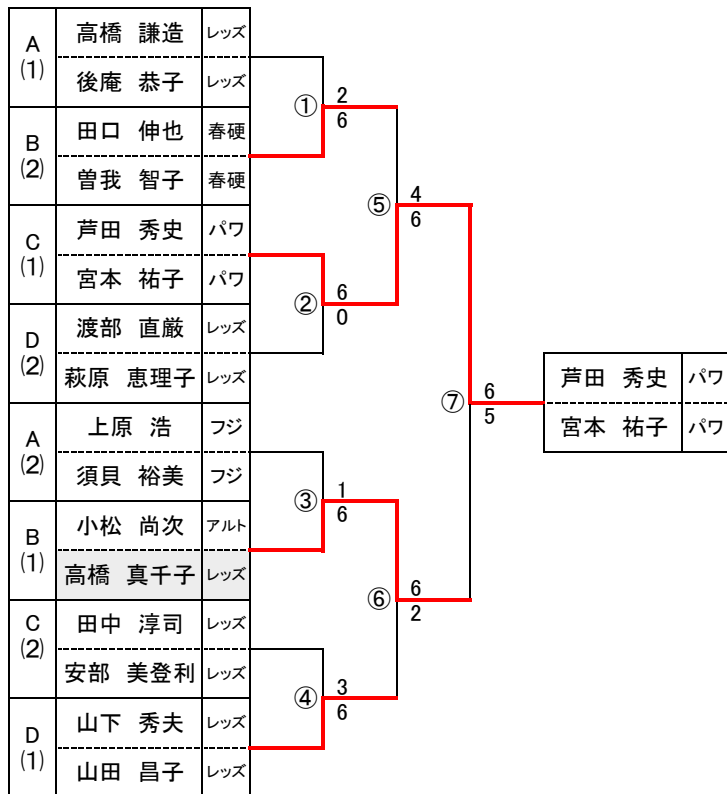 A
(1)
高橋 謙造 レッズ
後庵 恭子 レッズ
B
(2)
田口 伸也 春硬
曽我 智子 春硬
C
(1)
芦田 秀史 パワ
宮本 祐子 パワ
D
(2)
渡部 直厳 レッズ
萩原 恵理子 レッズ
A
(2)
上原 浩 フジ
須貝 裕美 フジ
B
(1)
小松 尚次 アルト
高橋 真千子 レッズ
C
(2)
田中 淳司 レッズ
安部 美登利 レッズ
D
(1)
山下 秀夫 レッズ
山田 昌子 レッズ
① 2
6
② 6
0
③ 1
6
④ 3
6
⑤ 4
6
⑥ 6
2
⑦ 6
5
芦田 秀史 パワ
宮本 祐子 パワ